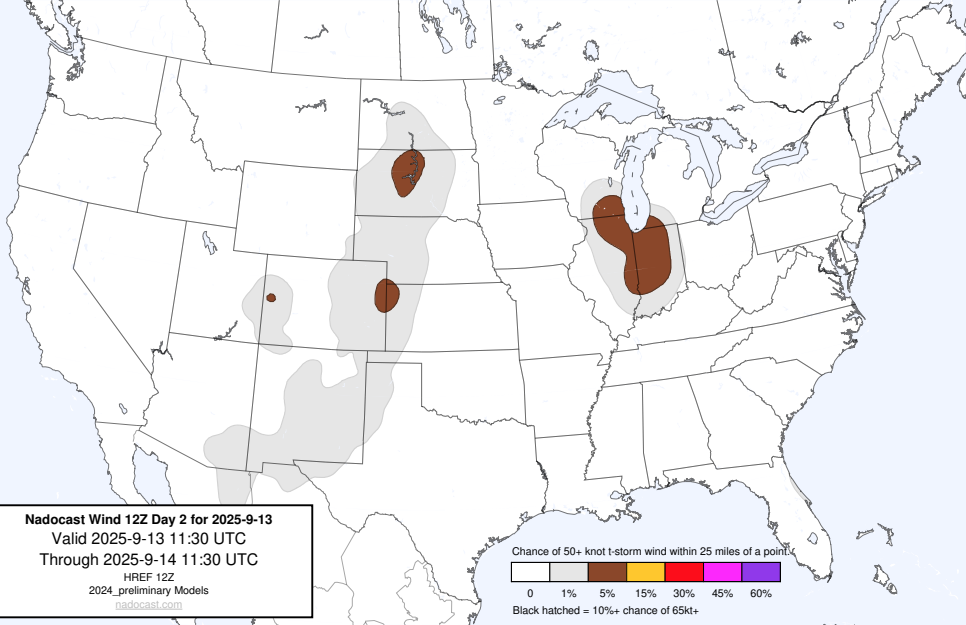 Nadocast Wind 12Z Day 2 for 2025-9-13
Valid 2025-9-13 11:30 UTC
Through 2025-9-14 11:30 UTC
HREF 12Z
2024_preliminary Models
nadocast.com
Chance of 50+ knot t-storm wind within 25 miles of a point.
0 1% 5% 15% 30% 45% 60%
Black hatched = 10%+ chance of 65kt+